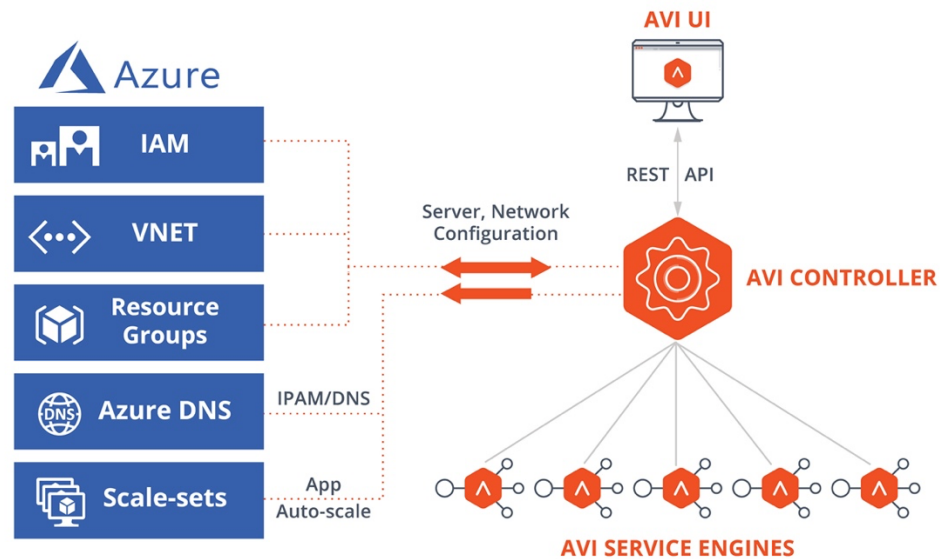 AVI UI
Azure
IAM
REST API
VNET
Server, Network
Configuration
AVI CONTROLLER
Resource
Groups
Azure DNS
DNS
IPAM/DNS
Scale-sets
App
Auto-scale
AVI SERVICE ENGINES